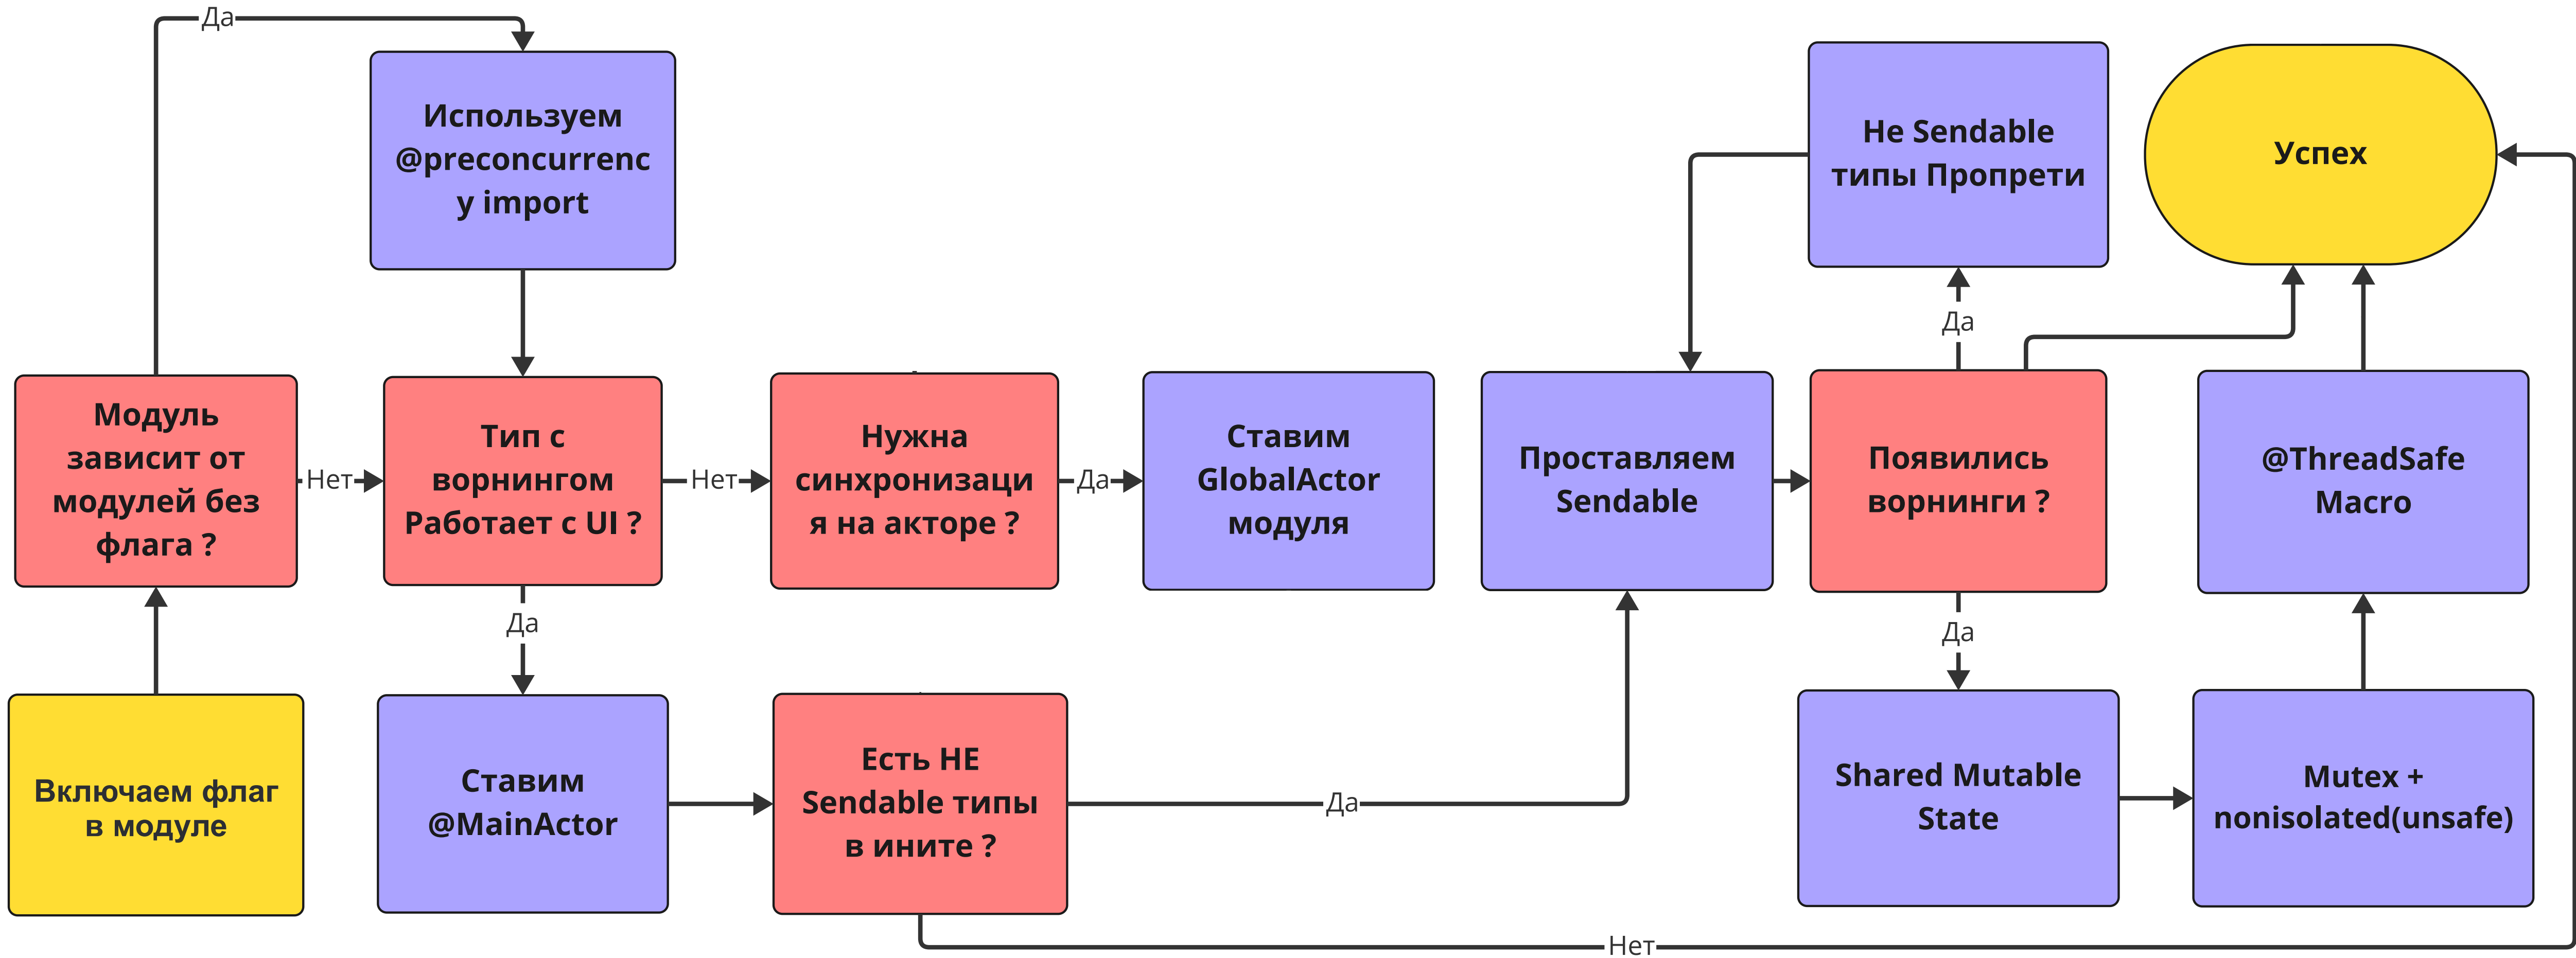 Да
Используем
@preconcurrenc
y import
Не Sendable
типы Пропрети
Успех
Да
Модуль
зависит от
модулей без
флага ?
Нет
Тип с
ворнингом
Работает с UI ?
Нет
Нужна
синхронизаци
я на акторе ?
Да
Ставим
GlobalActor
модуля
Проставляем
Sendable
Появились
ворнинги ?
@ThreadSafe
Macro
Да
Да
Включаем флаг
в модуле
Ставим
@MainActor
Есть НЕ
Sendable типы
в ините ?
Да
Shared Mutable
State
Mutex +
nonisolated(unsafe)
Нет